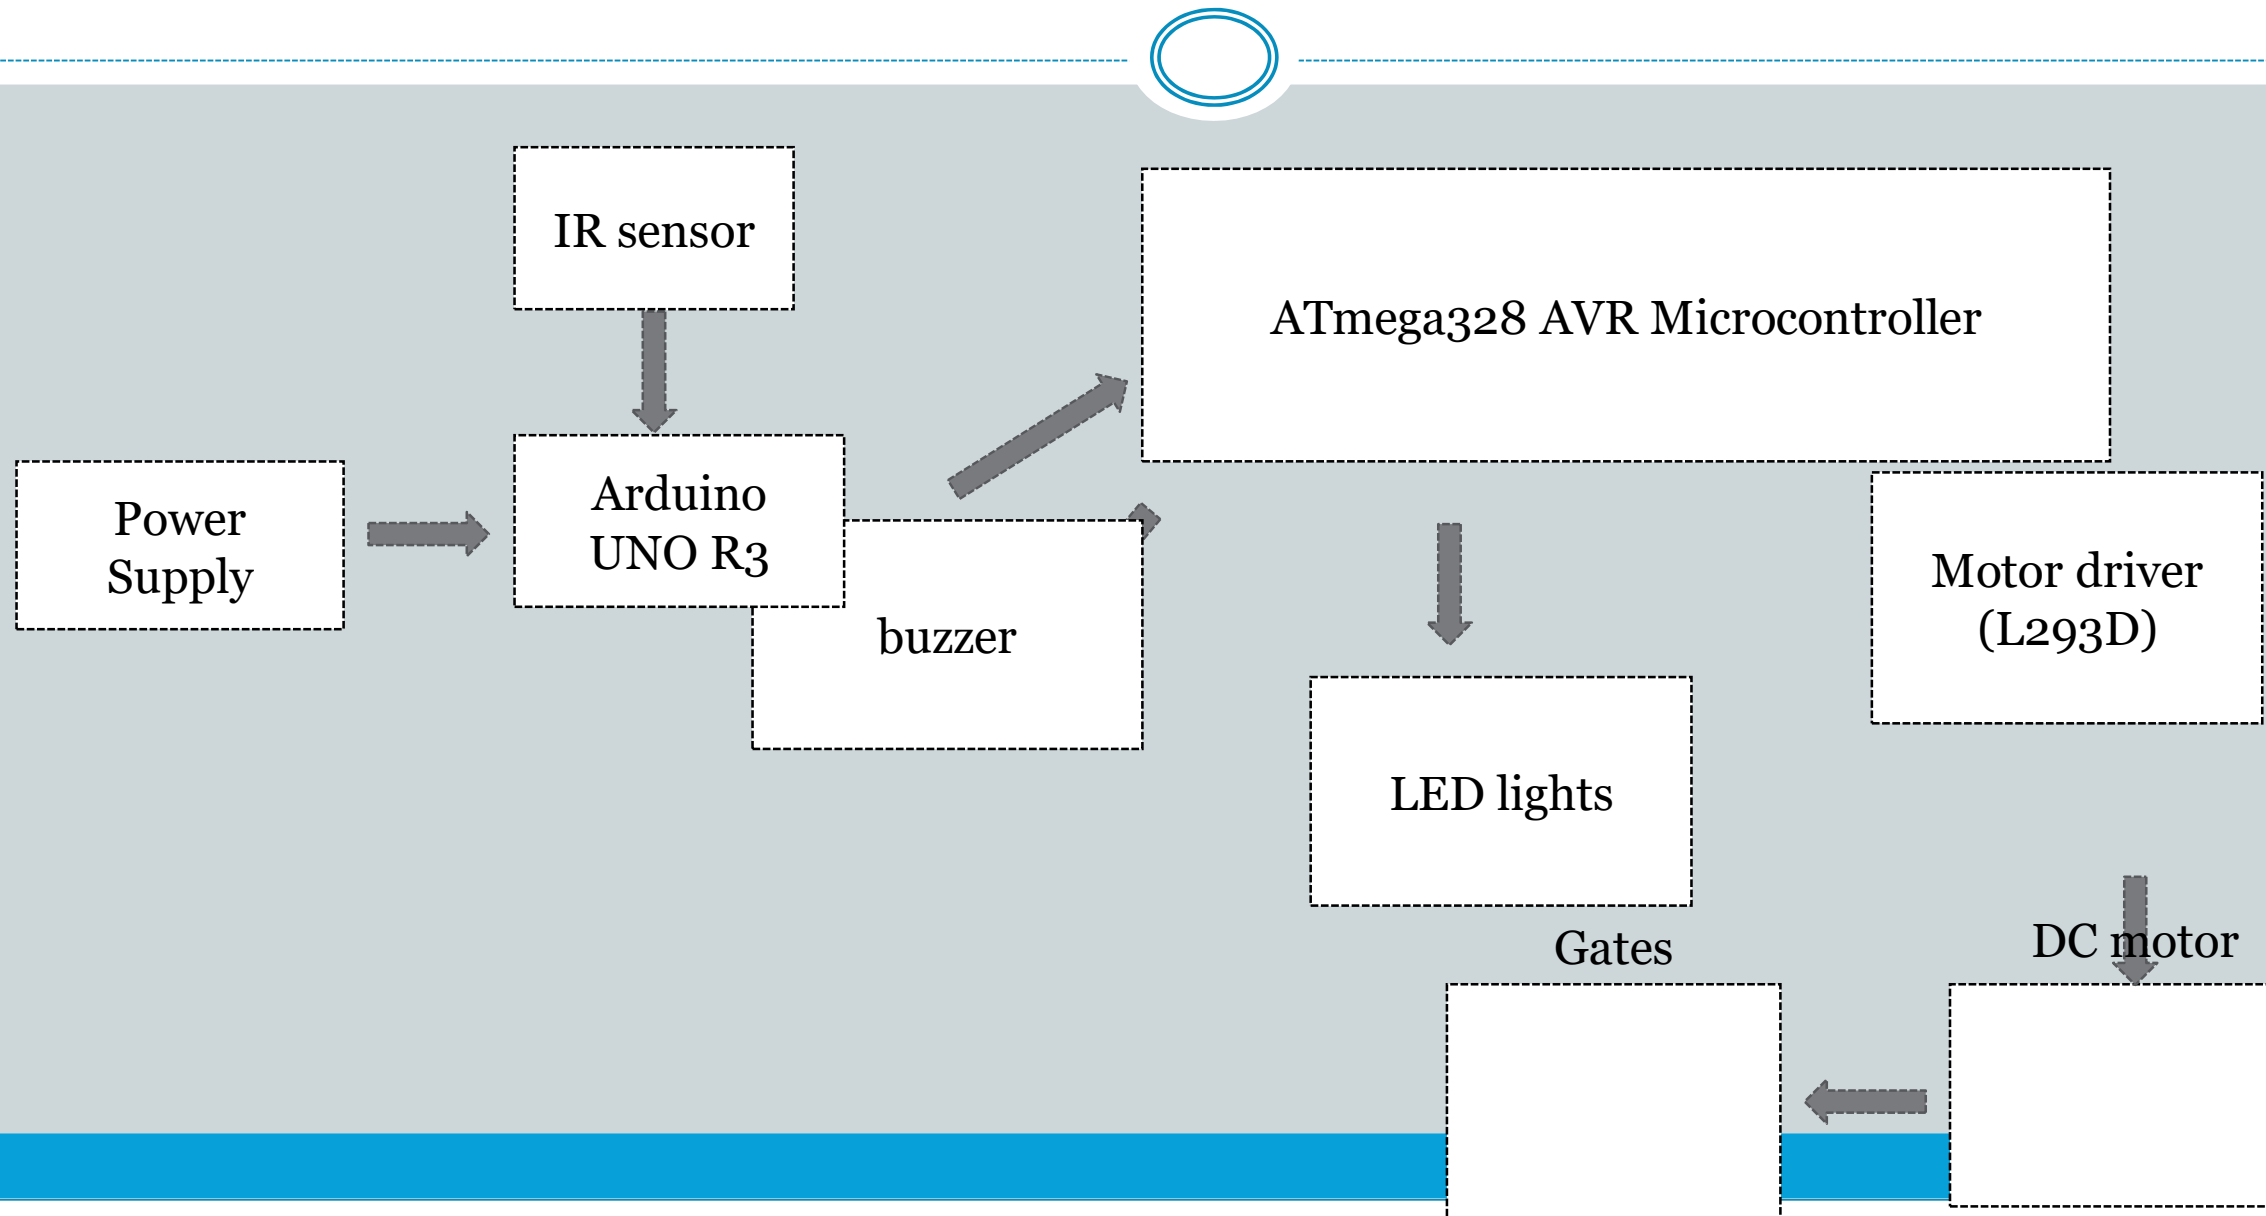 IR sensor
ATmega328 AVR Microcontroller
Power
Supply
Arduino
UNO R3
buzzer
Motor driver
(L293D)
LED lights
Gates
DC motor